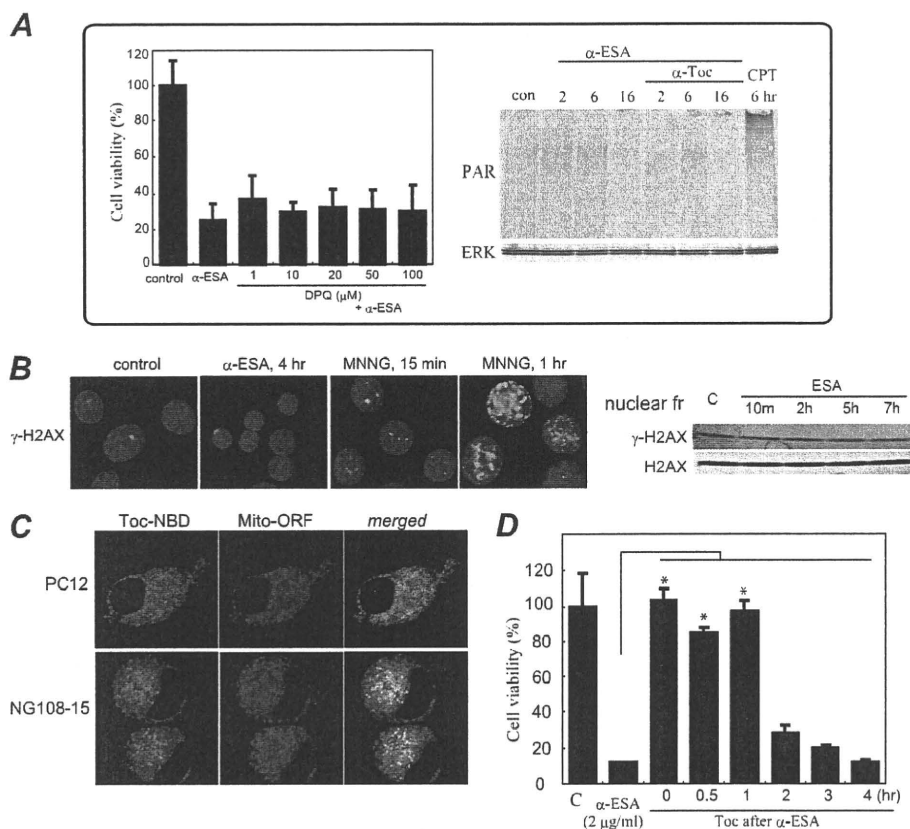 A
120
100
80
60
40
20
0
Cell viability (%)
control
α-ESA
1
10
20
50
100
DPQ (μM)
+ α-ESA
α-ESA
α-Toc
CPT
con
2
6
16
2
6
16
6 hr
PAR
ERK
B
control
α-ESA, 4 hr
MNNG, 15 min
MNNG, 1 hr
γ-H2AX
nuclear fr
C
ESA
10m
2h
5h
7h
γ-H2AX
H2AX
C
Toc-NBD
Mito-ORF
merged
PC12
NG108-15
D
120
100
80
60
40
20
0
Cell viability (%)
*
*
*
C
α-ESA
(2 μg/ml)
0
0.5
1
2
3
4 (hr)
Toc after α-ESA